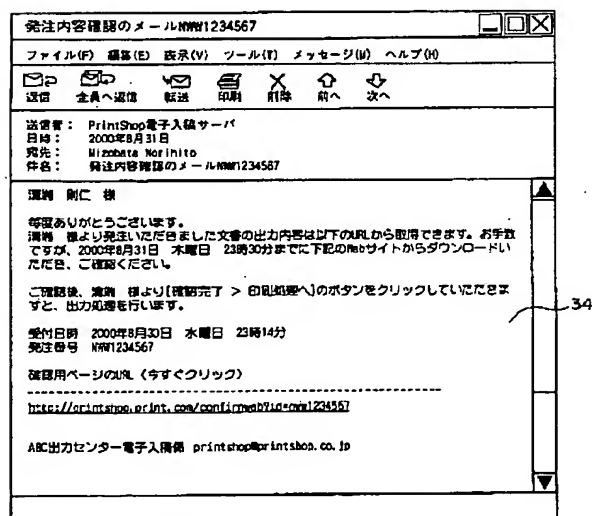 発注内容確認のメールNWW1234567
ファイル(F) 編集(E) 表示(V) ツール(T) メッセージ(M) ヘルプ(H)
返信 全員へ返信 転送 印刷 削除 前へ 次へ
送信者: PrintShop電子入稿サーバ
日時: 2000年8月31日
宛先: Mizobata Norihito
件名: 発注内容確認のメールNWW1234567
溝端 則仁 様
毎度ありがとうございます。
溝端 様より発注いただきました文書の出力内容は以下のURLから取得できます。お手数
ですが、2000年8月31日 木曜日 23時30分までに下記のWebサイトからダウンロードい
ただき、ご確認ください。
ご確認後、溝端 様より[確認完了 > 印刷処理へ]のボタンをクリックしていただきま
すと、出力処理を行います。
受付日時 2000年8月30日 水曜日 23時14分
発注番号 NWW1234567
確認用ページのURL(今すぐクリック)
http://printshop.print.com/confirmweb?id=nww1234567
ABC出力センター電子入稿係 printshop@printshop.co.jp
34